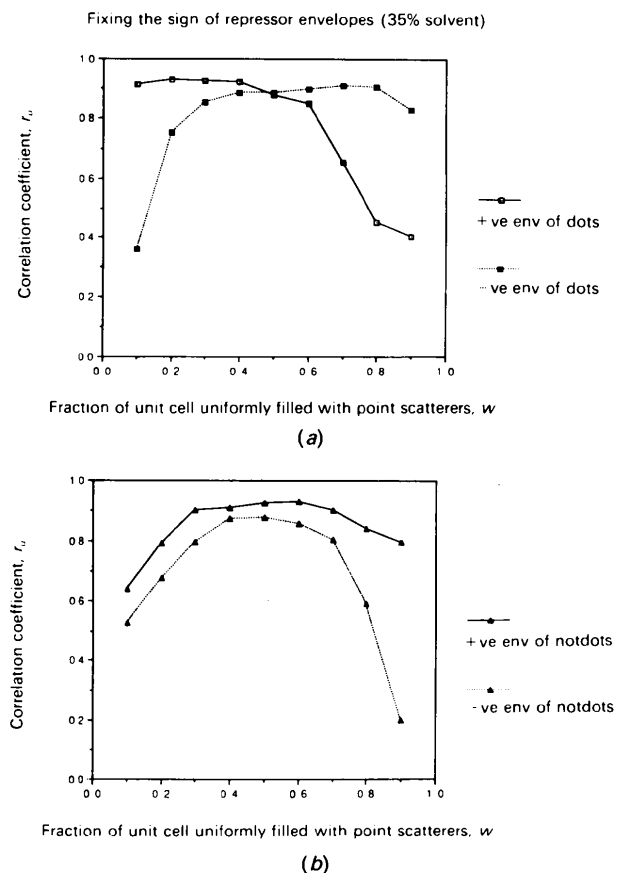 Fixing the sign of repressor envelopes (35% solvent)
1 0
0 8
0 6
0 4
0 2
0 0
Correlation coefficient, ru
0 0 0 2 0 4 0 6 0 8 1 0
+ve env of dots
-ve env of dots
Fraction of unit cell uniformly filled with point scatterers, w
(a)
1 0
0 8
0 6
0 4
0 2
0 0
Correlation coefficient, ru
0 0 0 2 0 4 0 6 0 8 1 0
+ve env of notdots
-ve env of notdots
Fraction of unit cell uniformly filled with point scatterers, w
(b)